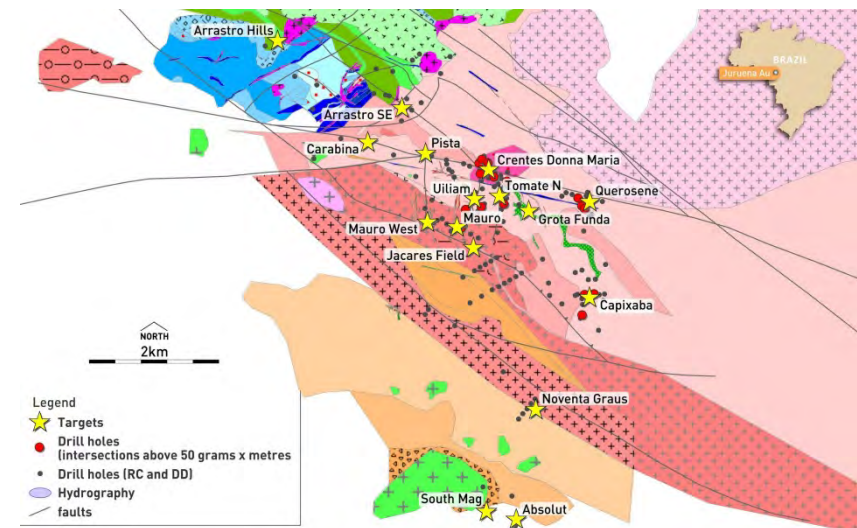 Arrastro Hills
BRAZIL
Juruena Au
Arrastro SE
Carabina
Pista
Crentes Donna Maria
Uiliam
Tomate N
Querosene
Mauro West
Mauro
Grota Funda
Jacares Field
Capixaba
NORTH
2km
Noventa Graus
Legend
Targets
Drill holes
(intersections above 50 grams x metres
Drill holes (RC and DD)
Hydrography
faults
South Mag
Absolut